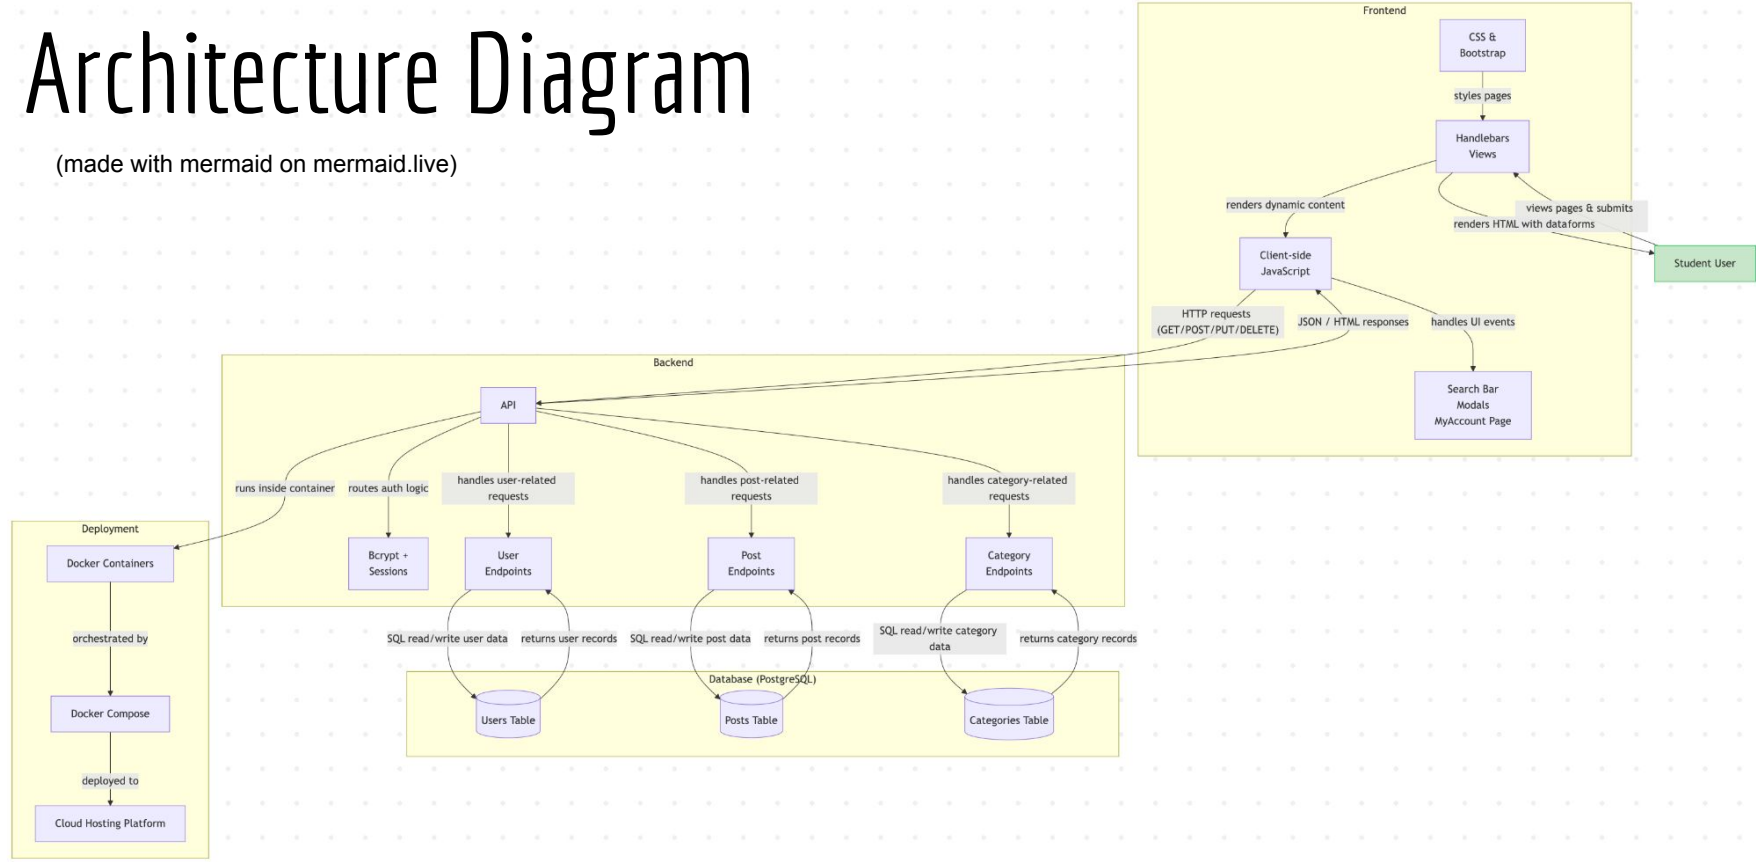 Architecture Diagram
(made with mermaid on mermaid.live)
Frontend
CSS &
Bootstrap
styles pages
Handlebars
Views
renders dynamic content
views pages & submits
renders HTML with data
forms
Student User
Client-side
JavaScript
HTTP requests
(GET/POST/PUT/DELETE)
JSON / HTML responses
handles UI events
Search Bar
Modals
MyAccount Page
Backend
API
runs inside container
routes auth logic
handles user-related
requests
handles post-related
requests
handles category-related
requests
Bcrypt +
Sessions
User
Endpoints
Post
Endpoints
Category
Endpoints
SQL read/write user data
returns user records
SQL read/write post data
returns post records
SQL read/write category
data
returns category records
Database (PostgreSQL)
Users Table
Posts Table
Categories Table
Deployment
Docker Containers
orchestrated by
Docker Compose
deployed to
Cloud Hosting Platform